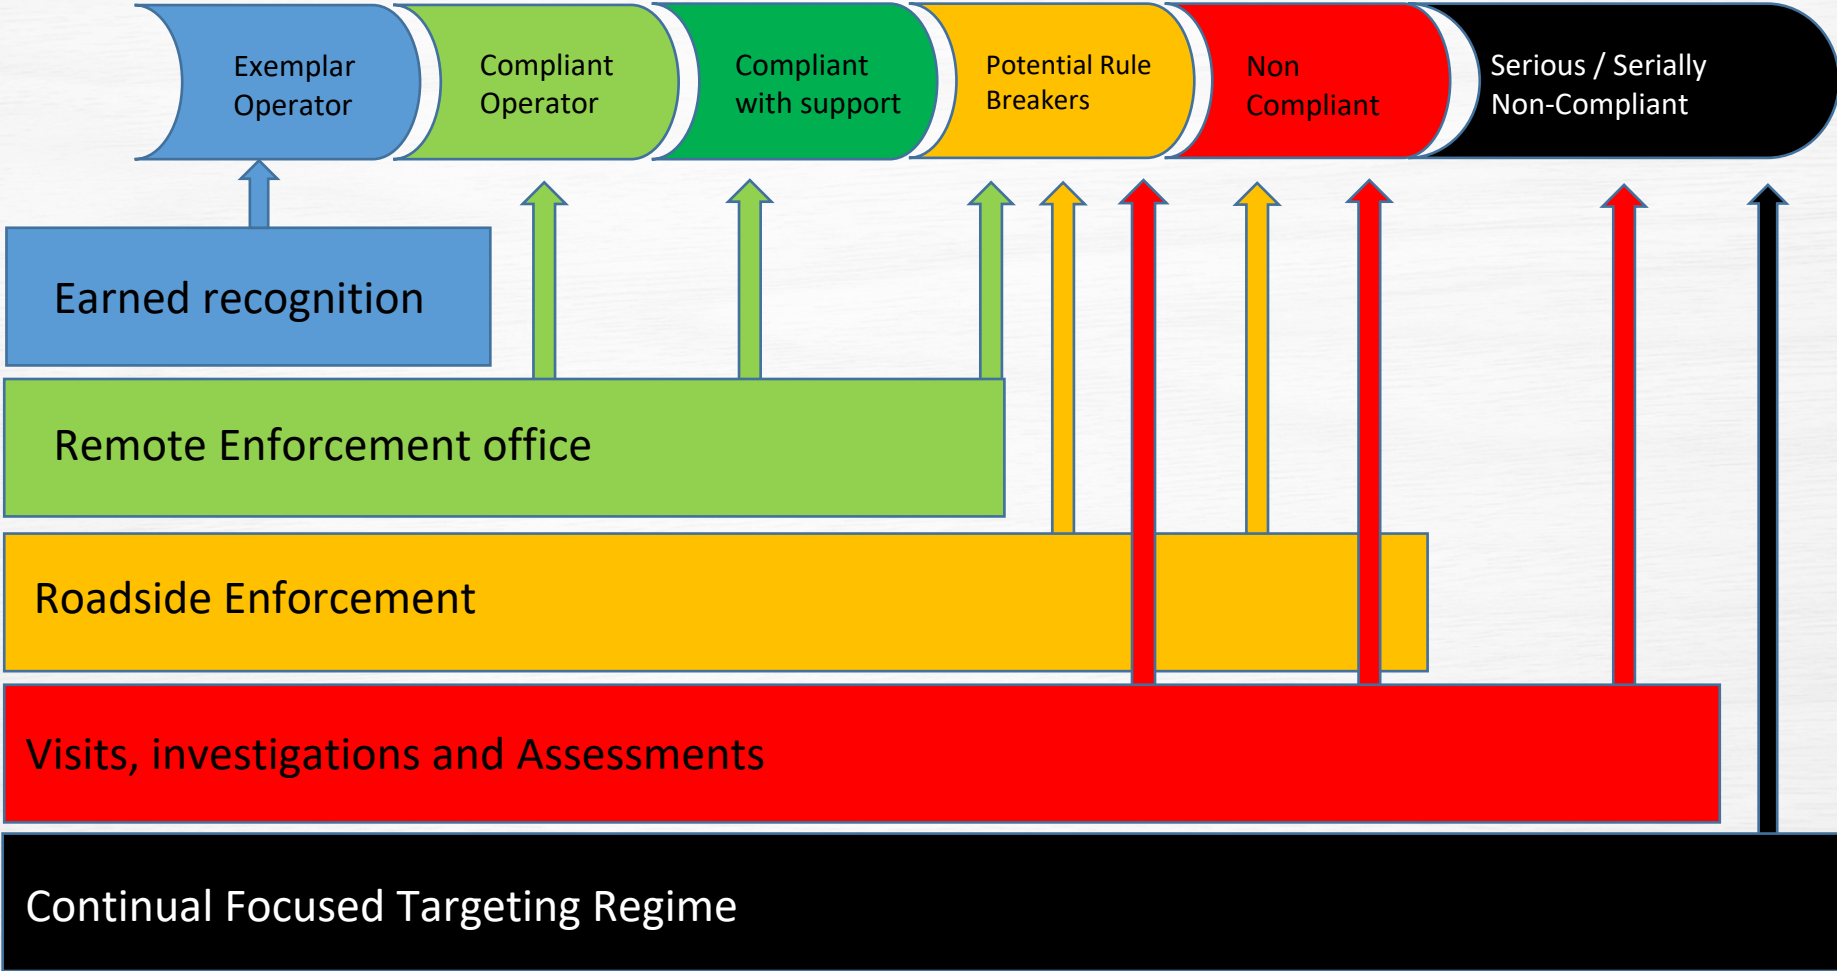 Exemplar
Operator
Compliant
Operator
Compliant
with support
Potential Rule
Breakers
Non
Compliant
Serious / Serially
Non-Compliant
Earned recognition
Remote Enforcement office
Roadside Enforcement
Visits, investigations and Assessments
Continual Focused Targeting Regime